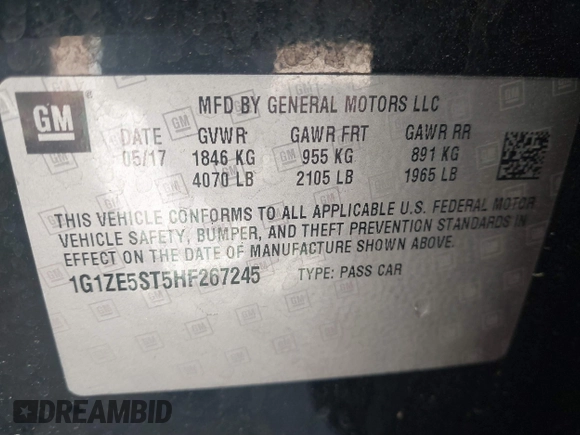 GM
MFD BY GENERAL MOTORS LLC
DATE GVWR GAWR FRT GAWR RR
05/17 1846 KG 955 KG 891 KG
4070 LB 2105 LB 1965 LB
THIS VEHICLE CONFORMS TO ALL APPLICABLE U.S. FEDERAL MOTOR
VEHICLE SAFETY, BUMPER, AND THEFT PREVENTION STANDARDS IN
EFFECT ON THE DATE OF MANUFACTURE SHOWN ABOVE.
1G1ZE5ST5HF267245 TYPE: PASS CAR
DREAMBID